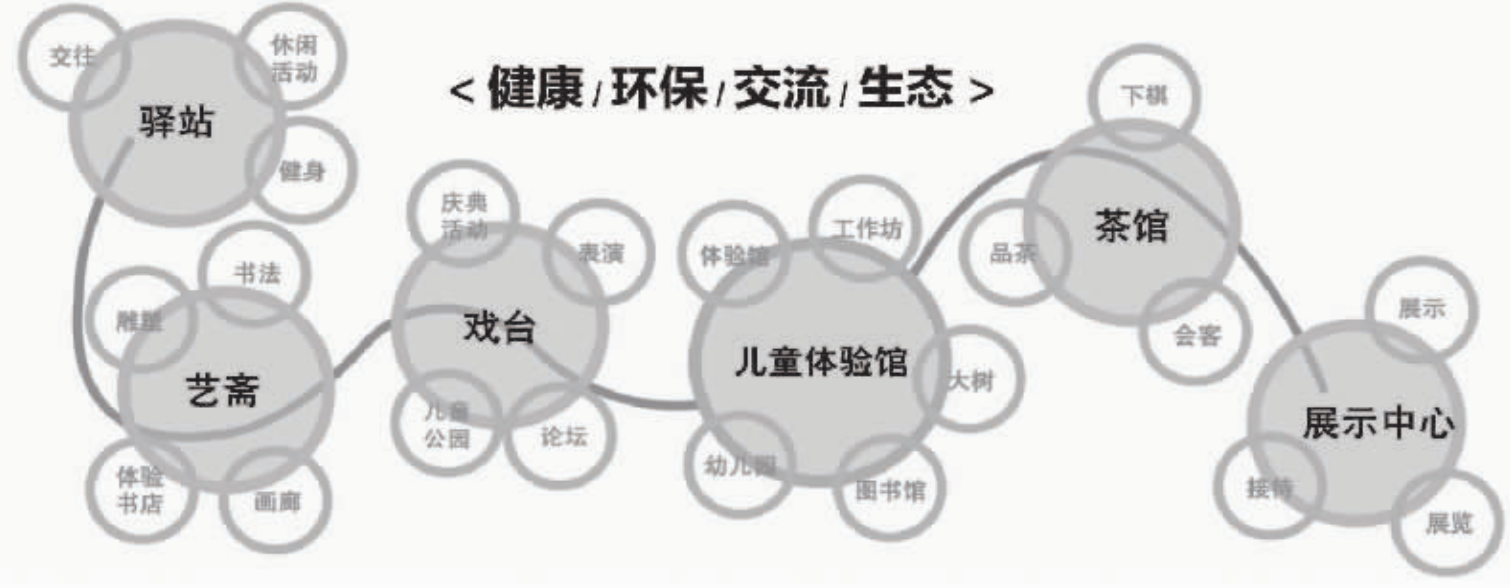 <健康/环保/交流/生态>
交往
休闲
活动
驿站
健身
书法
雕塑
艺斋
体验
书店
画廊
庆典
活动
表演
戏台
儿童
公园
论坛
体验馆
工作坊
儿童体验馆
大树
幼儿园
图书馆
下棋
品茶
茶馆
会客
展示
展示中心
接待
展览